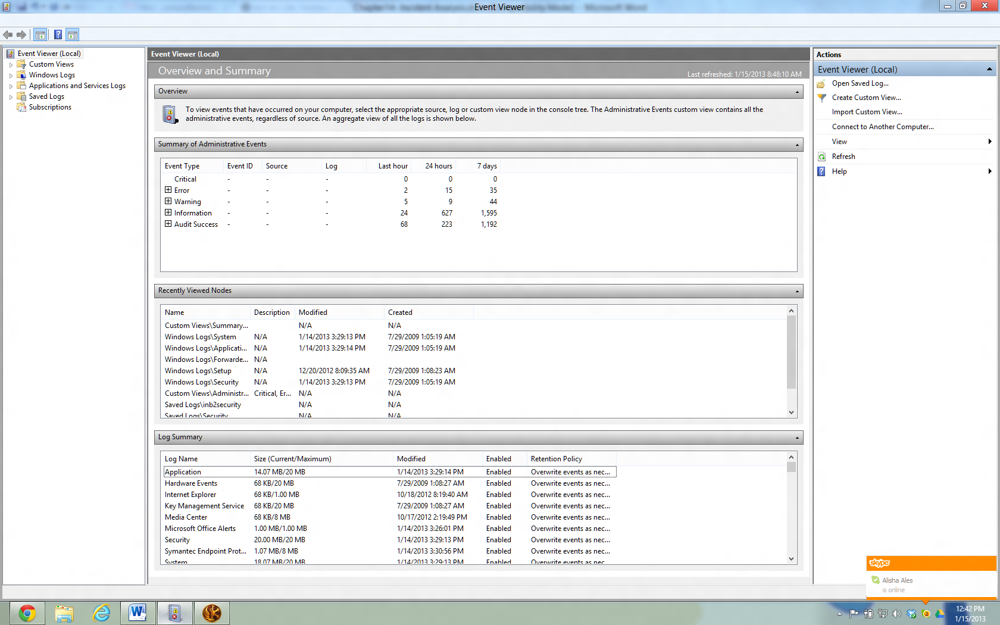 Event Viewer
Event Viewer (Local)
Custom Views
Windows Logs
Applications and Services Logs
Saved Logs
Subscriptions
Event Viewer (Local)
Overview and Summary
Last refreshed: 1/15/2013 8:48:10 AM
Overview
To view events that have occurred on your computer, select the appropriate source, log or custom view node in the console tree. The Administrative Events custom view contains all the
administrative events, regardless of source. An aggregate view of all the logs is shown below.
Summary of Administrative Events
Event Type Event ID Source Log Last hour 24 hours 7 days
Critical - - - 0 0 0
Error - - - 2 15 35
Warning - - - 5 9 44
Information - - - 24 627 1,595
Audit Success - - - 68 223 1,192
Recently Viewed Nodes
Name Description Modified Created
Custom Views\Summary... N/A N/A
Windows Logs\System N/A 1/14/2013 3:29:13 PM 7/29/2009 1:05:19 AM
Windows Logs\Applicati... N/A 1/14/2013 3:29:14 PM 7/29/2009 1:05:19 AM
Windows Logs\Forwarde... N/A
Windows Logs\Setup N/A 12/20/2012 8:09:35 AM 7/29/2009 1:08:23 AM
Windows Logs\Security N/A 1/14/2013 3:29:13 PM 7/29/2009 1:05:19 AM
Custom Views\Administr... Critical, Er... N/A N/A
Saved Logs\inb2security N/A N/A
Saved Logs\Security N/A N/A
Log Summary
Log Name Size (Current/Maximum) Modified Enabled Retention Policy
Application 14.07 MB/20 MB 1/14/2013 3:29:14 PM Enabled Overwrite events as nec...
Hardware Events 68 KB/20 MB 7/29/2009 1:08:27 AM Enabled Overwrite events as nec...
Internet Explorer 68 KB/1.00 MB 10/18/2012 8:19:40 AM Enabled Overwrite events as nec...
Key Management Service 68 KB/20 MB 7/29/2009 1:08:27 AM Enabled Overwrite events as nec...
Media Center 68 KB/8 MB 10/17/2012 2:19:49 PM Enabled Overwrite events as nec...
Microsoft Office Alerts 1.00 MB/1.00 MB 1/14/2013 3:26:01 PM Enabled Overwrite events as nec...
Security 20.00 MB/20 MB 1/14/2013 3:29:13 PM Enabled Overwrite events as nec...
Symantec Endpoint Prot... 1.07 MB/8 MB 1/14/2013 3:30:56 PM Enabled Overwrite events as nec...
System 18.07 MB/20 MB 1/14/2013 3:29:13 PM Enabled Overwrite events as nec...
Actions
Event Viewer (Local)
Open Saved Log...
Create Custom View...
Import Custom View...
Connect to Another Computer...
View
Refresh
Help
skype
Alisha Ales
is online
12:42 PM
1/15/2013